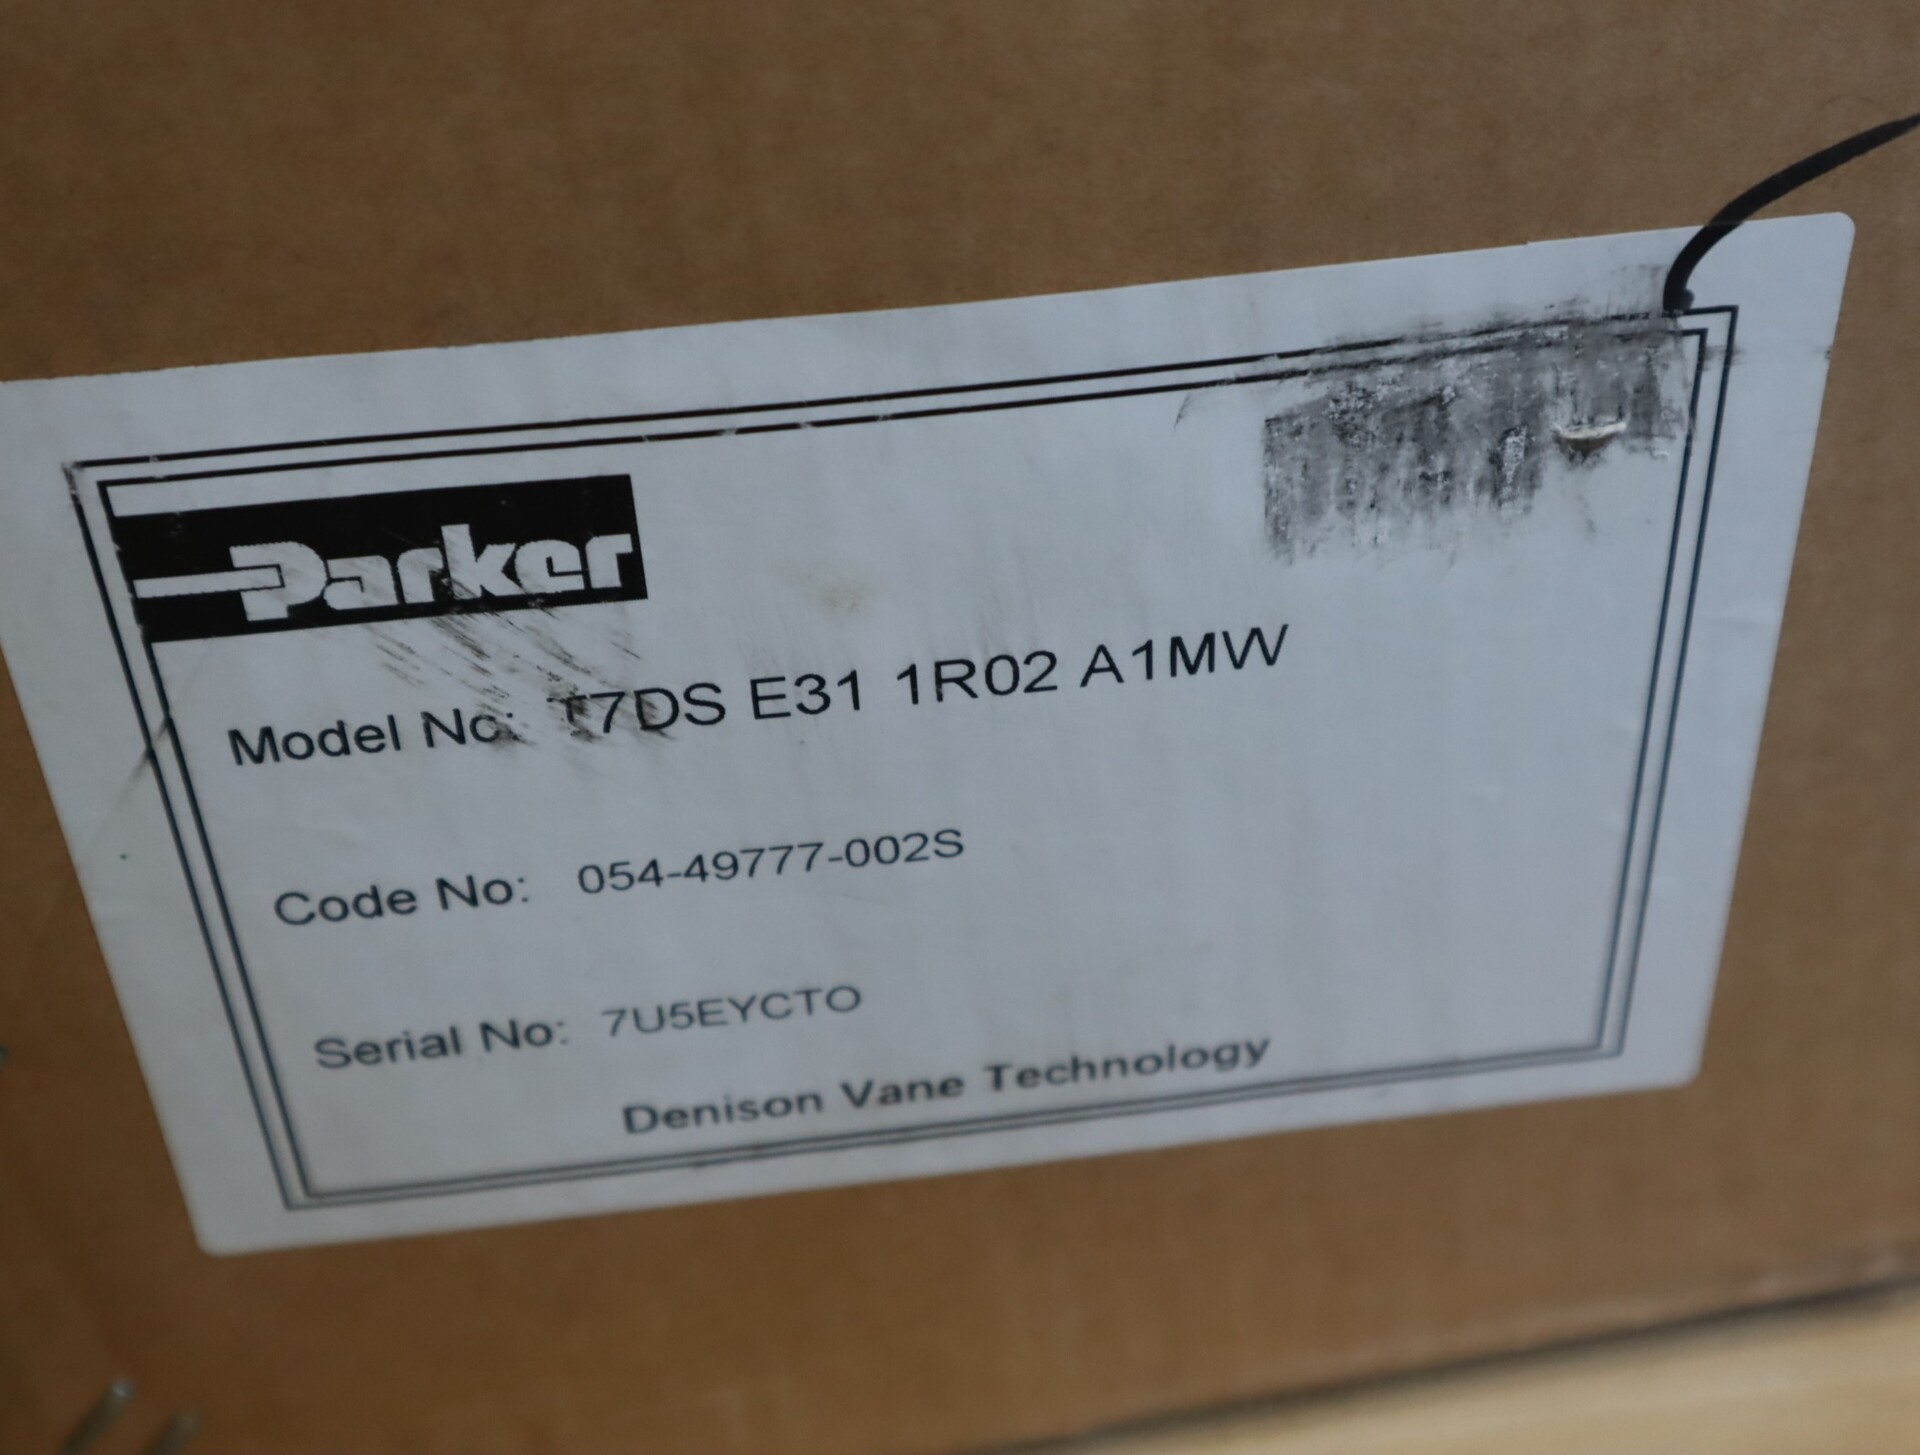 Parker
Model No: T7DS E31 1R02 A1MW
Code No: 054-49777-002S
Serial No: 7U5EYCTO
Denison Vane Technology